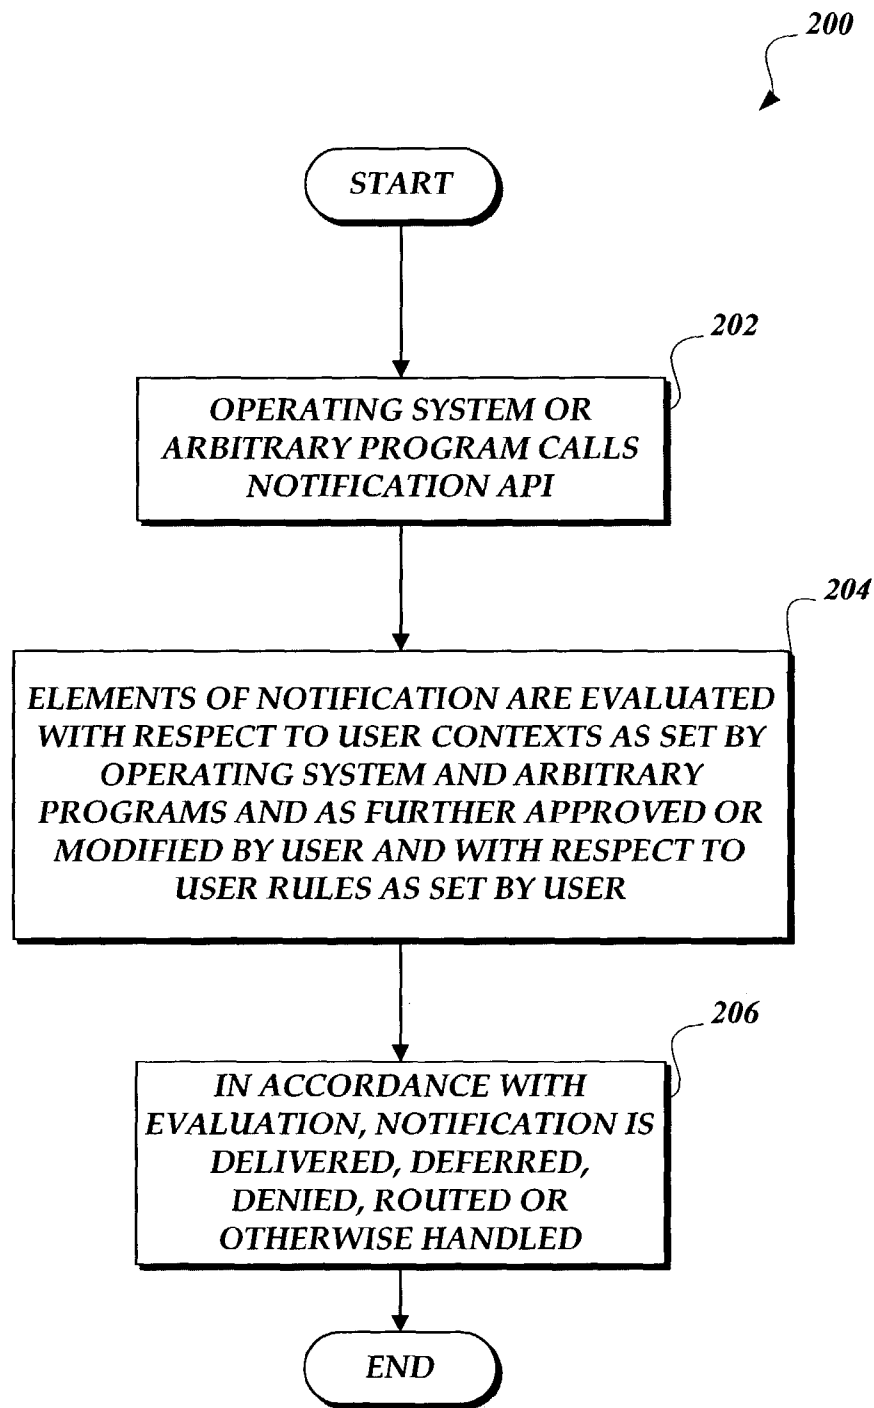 200
START
202
OPERATING SYSTEM OR
ARBITRARY PROGRAM CALLS
NOTIFICATION API
204
ELEMENTS OF NOTIFICATION ARE EVALUATED
WITH RESPECT TO USER CONTEXTS AS SET BY
OPERATING SYSTEM AND ARBITRARY
PROGRAMS AND AS FURTHER APPROVED OR
MODIFIED BY USER AND WITH RESPECT TO
USER RULES AS SET BY USER
206
IN ACCORDANCE WITH
EVALUATION, NOTIFICATION IS
DELIVERED, DEFERRED,
DENIED, ROUTED OR
OTHERWISE HANDLED
END